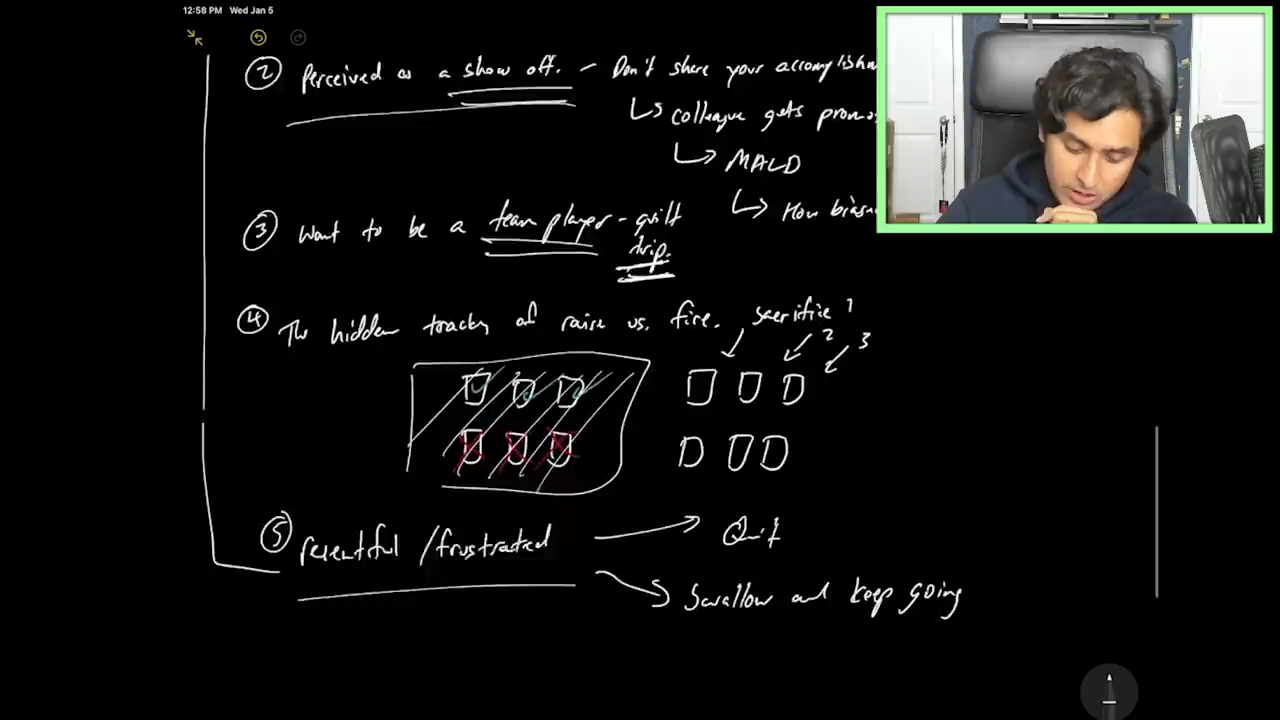 12:58 PM Wed Jan 5
② Perceived as a show off. – Don't share your accomplishm
↳ colleague gets promo
↳ MALD
↳ How biase
③ Want to be a team player – guilt
trip.
④ The hidden tracks of raise vs. fire. Sacrifice 1
2
3
⑤ resentful / frustrated → Quit
→ Swallow and keep going